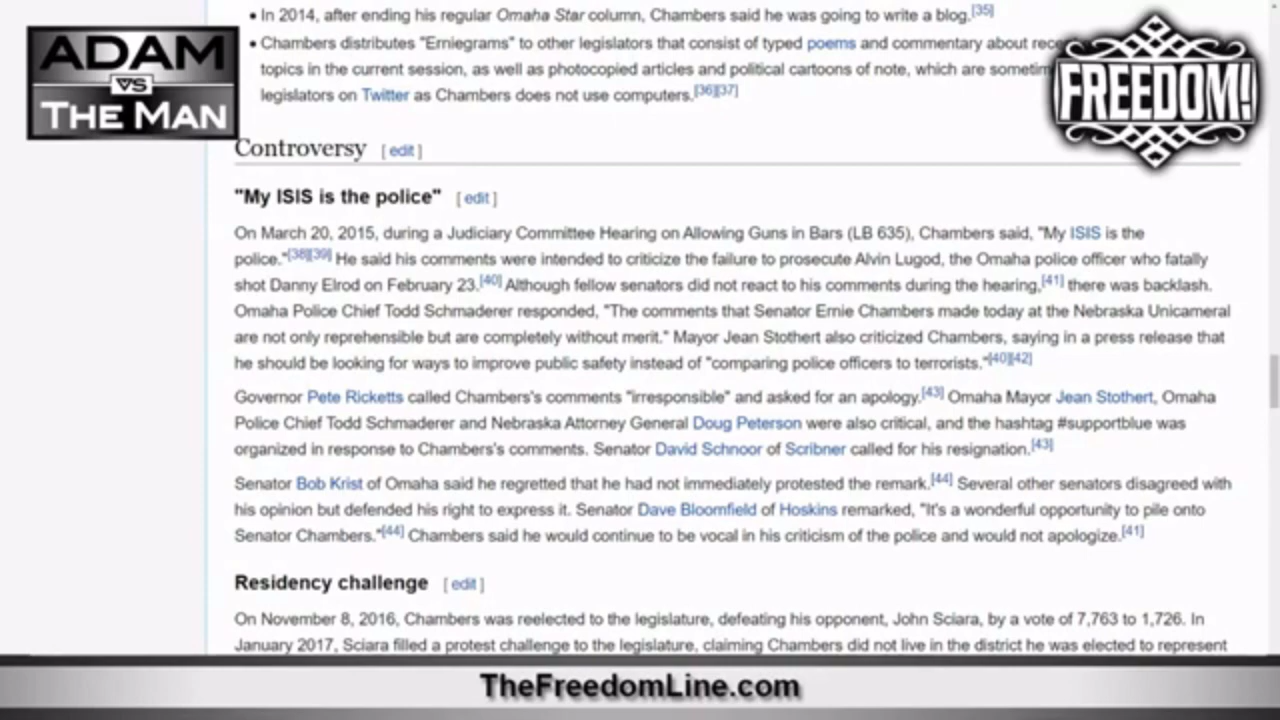 • In 2014, after ending his regular Omaha Star column, Chambers said he was going to write a blog.[35]
• Chambers distributes "Erniegrams" to other legislators that consist of typed poems and commentary about
topics in the current session, as well as photocopied articles and political cartoons of note, which are
legislators on Twitter as Chambers does not use computers.[36][37]
ADAM
VS
THE MAN
FREEDOM!
Controversy [ edit ]
"My ISIS is the police" [ edit ]
On March 20, 2015, during a Judiciary Committee Hearing on Allowing Guns in Bars (LB 635), Chambers said, "My ISIS is the
police."[38][39] He said his comments were intended to criticize the failure to prosecute Alvin Lugod, the Omaha police officer who fatally
shot Danny Elrod on February 23.[40] Although fellow senators did not react to his comments during the hearing,[41] there was backlash.
Omaha Police Chief Todd Schmaderer responded, "The comments that Senator Ernie Chambers made today at the Nebraska Unicameral
are not only reprehensible but are completely without merit." Mayor Jean Stothert also criticized Chambers, saying in a press release that
he should be looking for ways to improve public safety instead of "comparing police officers to terrorists."[40][42]
Governor Pete Ricketts called Chambers's comments "irresponsible" and asked for an apology.[43] Omaha Mayor Jean Stothert, Omaha
Police Chief Todd Schmaderer and Nebraska Attorney General Doug Peterson were also critical, and the hashtag #supportblue was
organized in response to Chambers's comments. Senator David Schnoor of Scribner called for his resignation.[43]
Senator Bob Krist of Omaha said he regretted that he had not immediately protested the remark.[44] Several other senators disagreed with
his opinion but defended his right to express it. Senator Dave Bloomfield of Hoskins remarked, "It's a wonderful opportunity to pile onto
Senator Chambers."[44] Chambers said he would continue to be vocal in his criticism of the police and would not apologize.[41]
Residency challenge [ edit ]
On November 8, 2016, Chambers was reelected to the legislature, defeating his opponent, John Sciara, by a vote of 7,763 to 1,726. In
January 2017, Sciara filled a protest challenge to the legislature, claiming Chambers did not live in the district he was elected to represent
TheFreedomLine.com